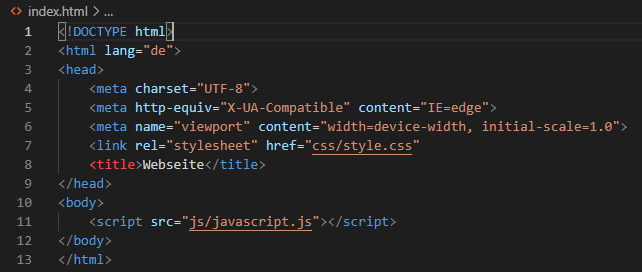 index.html > ...
1 <!DOCTYPE html>
2 <html lang="de">
3 <head>
4     <meta charset="UTF-8">
5     <meta http-equiv="X-UA-Compatible" content="IE=edge">
6     <meta name="viewport" content="width=device-width, initial-scale=1.0">
7     <link rel="stylesheet" href="css/style.css"
8     <title>Webseite</title>
9 </head>
10 <body>
11     <script src="js/javascript.js"></script>
12 </body>
13 </html>